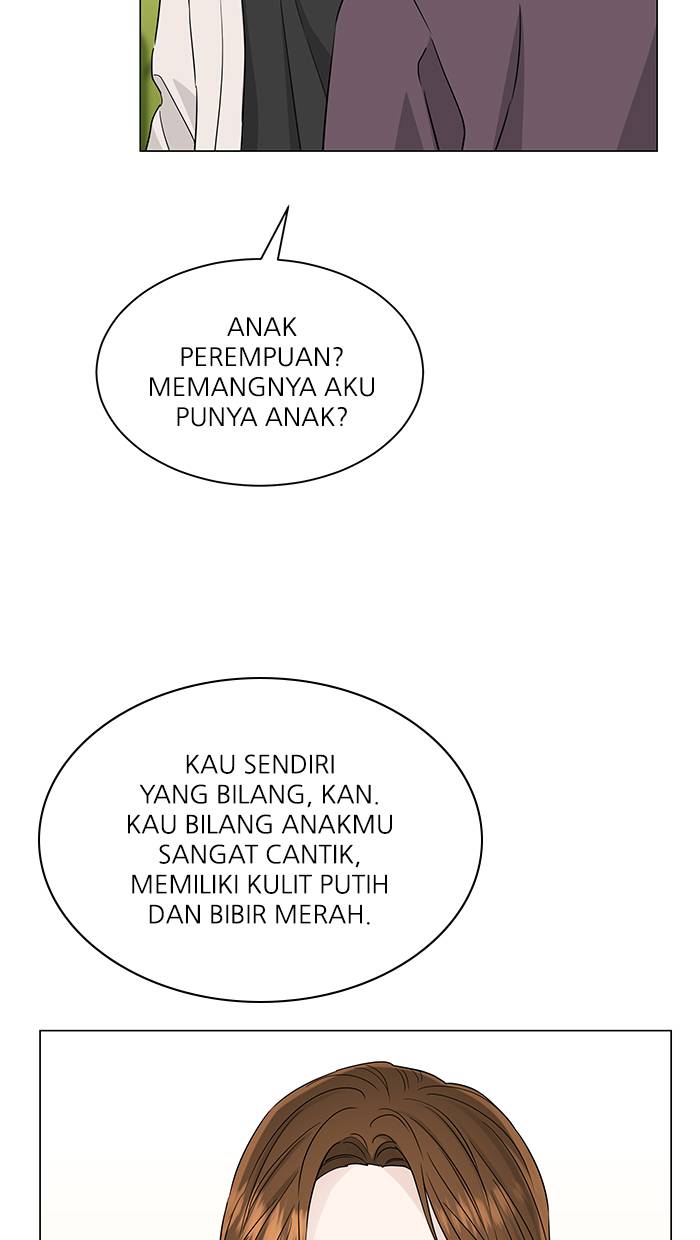 ANAK
PEREMPUAN?
MEMANGNYA AKU
PUNYA ANAK?
KAU SENDIRI
YANG BILANG, KAN.
KAU BILANG ANAKMU
SANGAT CANTIK,
MEMILIKI KULIT PUTIH
DAN BIBIR MERAH.